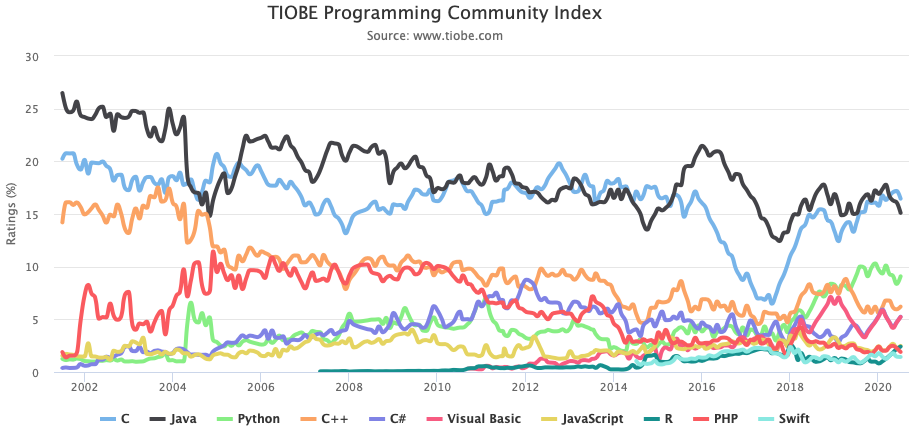 TIOBE Programming Community Index
Source: www.tiobe.com
Ratings (%)
30
25
20
15
10
5
0
2002 2004 2006 2008 2010 2012 2014 2016 2018 2020
C Java Python C++ C# Visual Basic JavaScript R PHP Swift